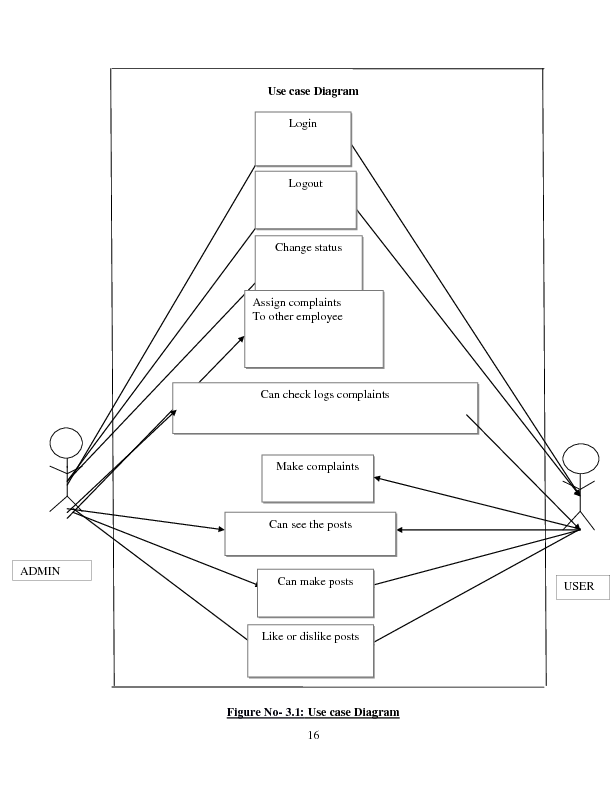 Use case Diagram
Login
Logout
Change status
Assign complaints
To other employee
Can check logs complaints
Make complaints
Can see the posts
ADMIN
Can make posts
USER
Like or dislike posts
Figure No- 3.1: Use case Diagram
16